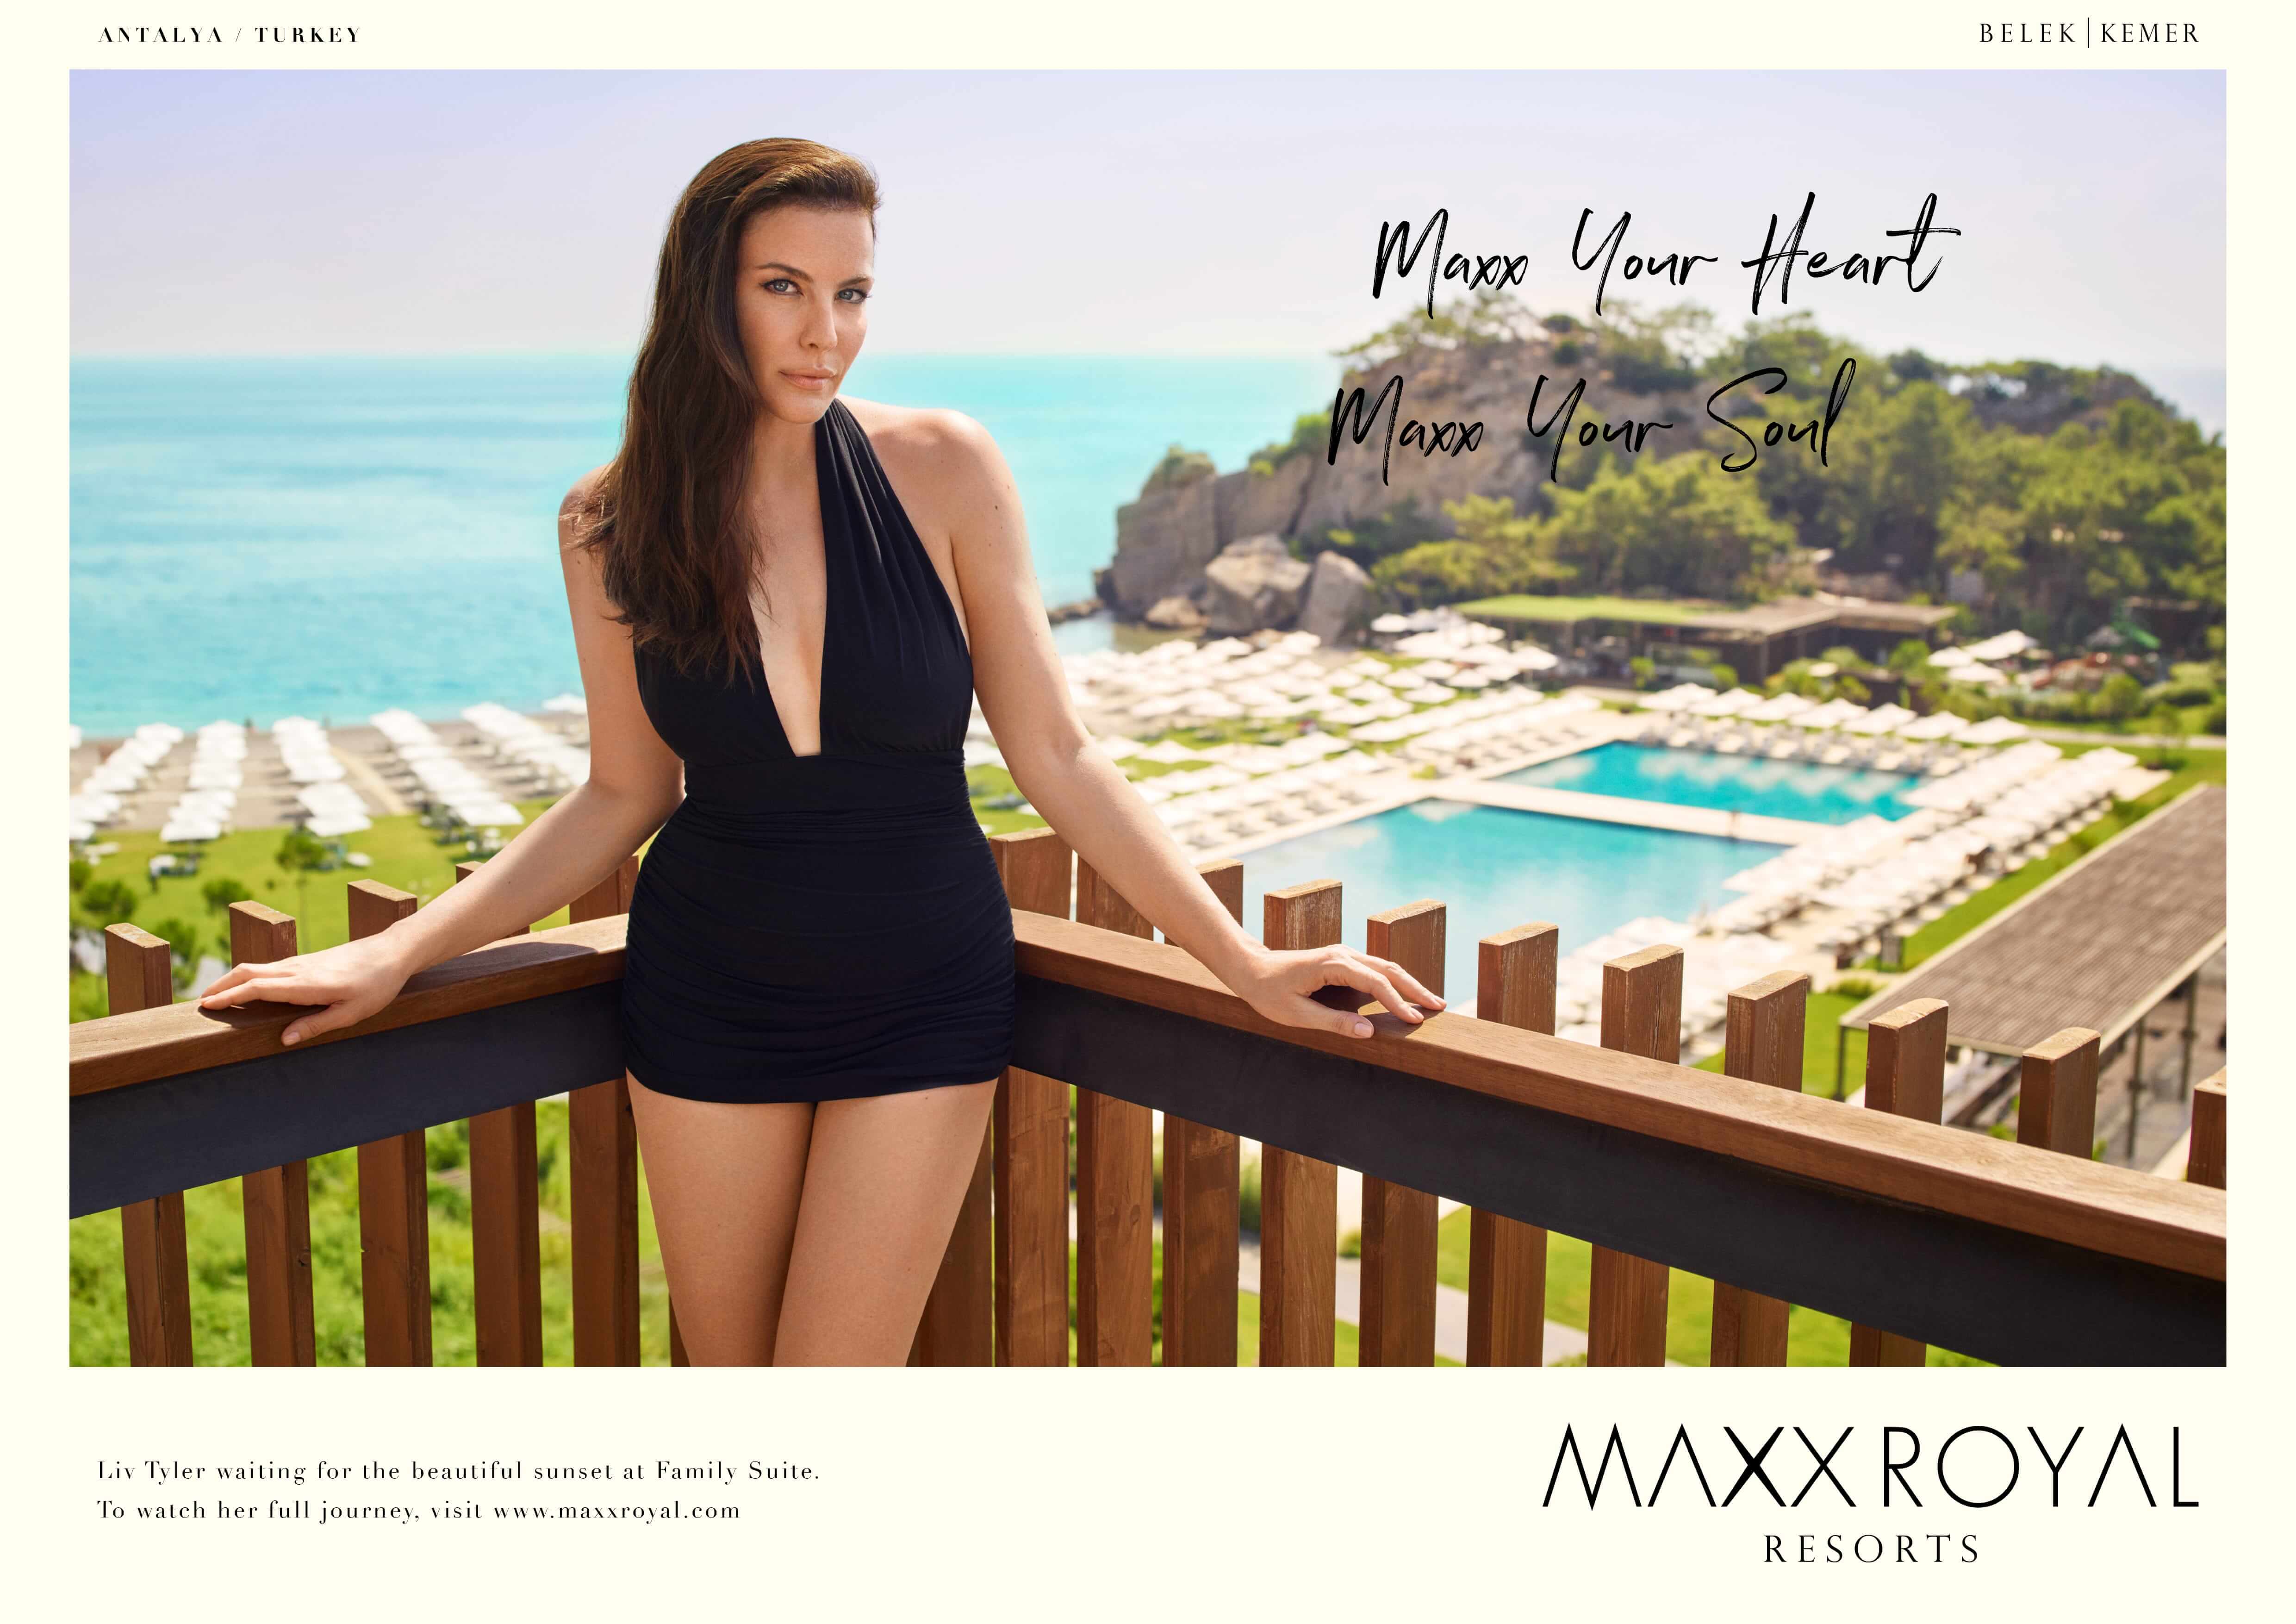 ANTALYA / TURKEY
BELEK | KEMER
Maxx Your Heart
Maxx Your Soul
Liv Tyler waiting for the beautiful sunset at Family Suite.
To watch her full journey, visit www.maxxroyal.com
MAXX ROYAL
RESORTS